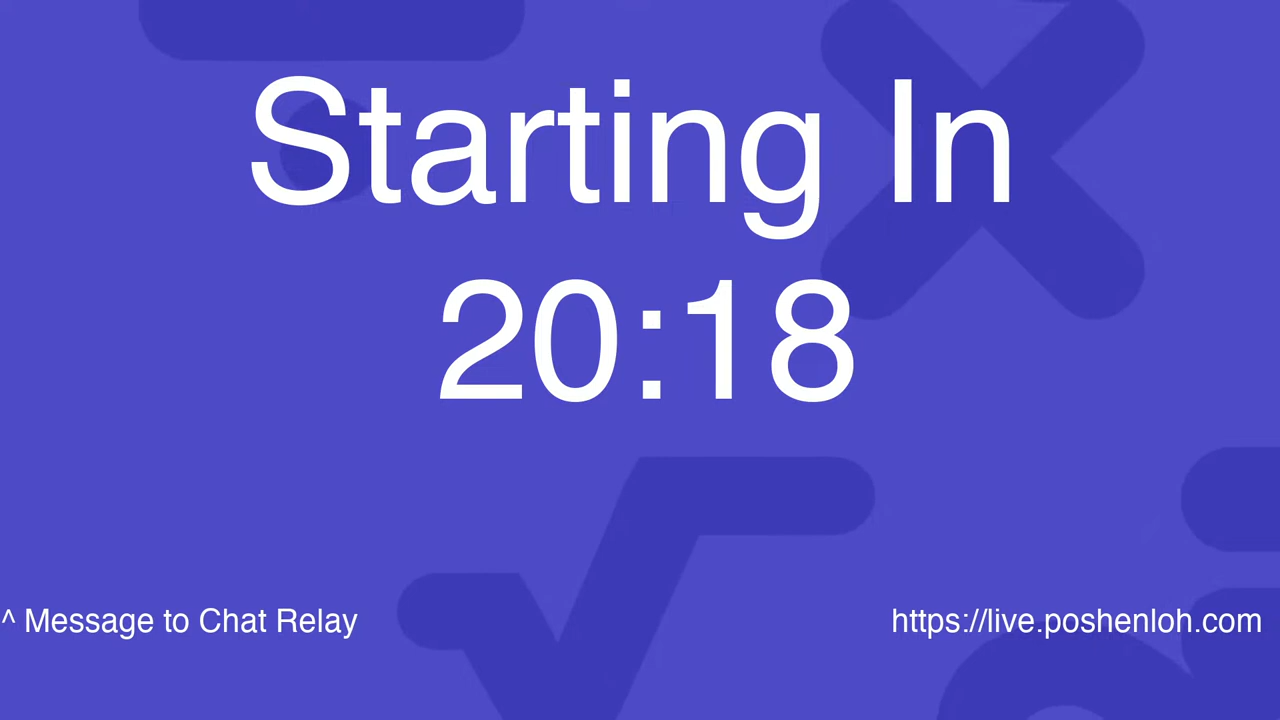 Starting In
20:18
^ Message to Chat Relay
https://live.poshenloh.com